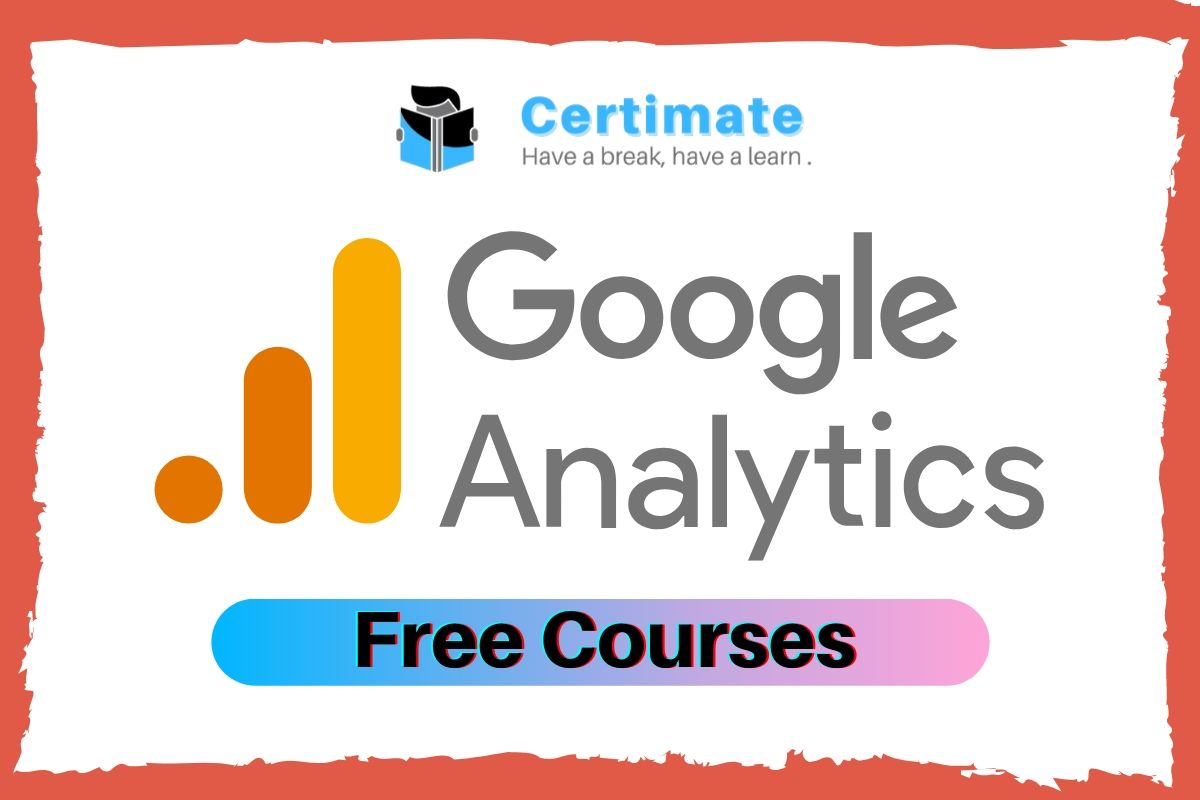 Certimate
Have a break, have a learn .
Google
Analytics
Free Courses